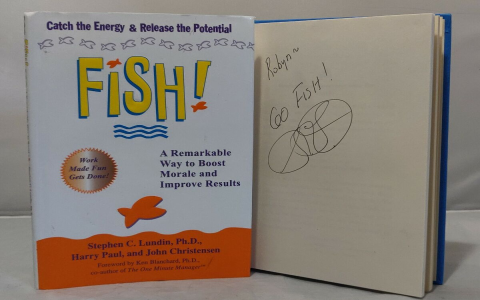 Catch the Energy & Release the Potential
FiSH!
A Remarkable
Way to Boost
Morale and
Improve Results
Work
Made Fun
Gets Done!
Stephen C. Lundin, Ph.D.,
Harry Paul, and John Christensen
Foreword by Ken Blanchard, Ph.D.,
co-author of The One Minute Manager
Robyn~
GO FISH!